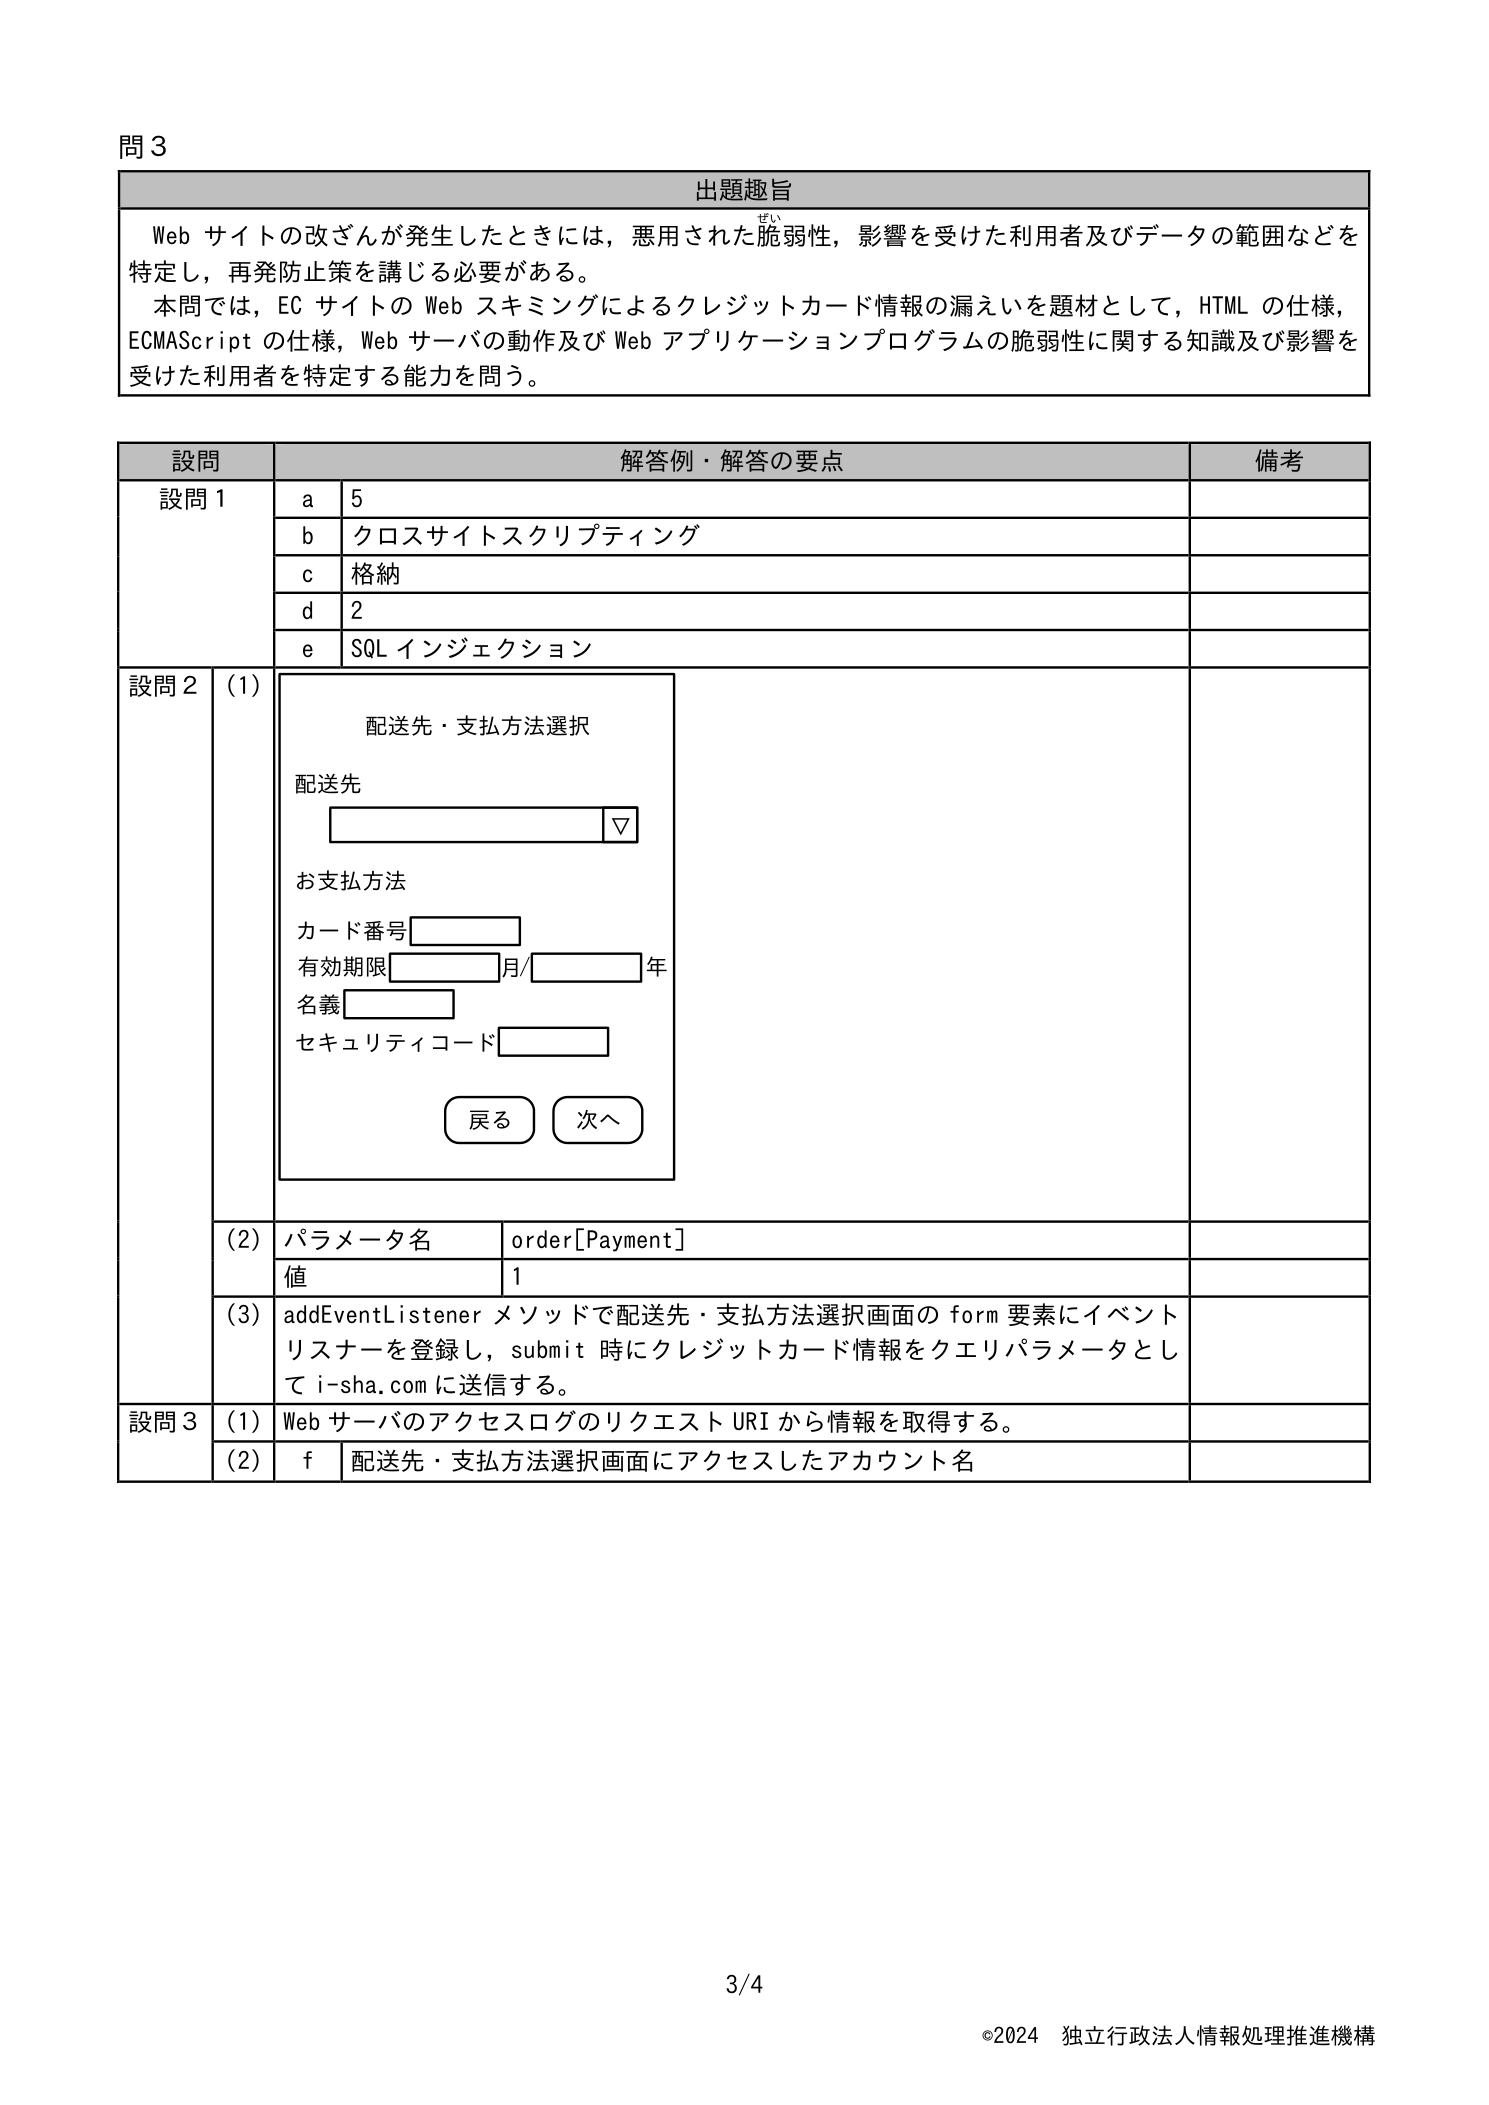 問３
出題趣旨
Web サイトの改ざんが発生したときには，悪用された脆弱性，影響を受けた利用者及びデータの範囲などを
ぜい
特定し，再発防止策を講じる必要がある。
本問では，EC サイトの Web スキミングによるクレジットカード情報の漏えいを題材として，HTML の仕様，
ECMAScript の仕様，Web サーバの動作及び Web アプリケーションプログラムの脆弱性に関する知識及び影響を
受けた利用者を特定する能力を問う。
設問 解答例・解答の要点 備考
設問１ a 5
b クロスサイトスクリプティング
c 格納
d 2
e SQL インジェクション
設問２ (1)
配送先・支払方法選択
配送先
▽
お支払方法
カード番号
有効期限 月/ 年
名義
セキュリティコード
戻る 次へ
(2) パラメータ名 order[Payment]
値 1
(3) addEventListener メソッドで配送先・支払方法選択画面の form 要素にイベント
リスナーを登録し，submit 時にクレジットカード情報をクエリパラメータとし
て i-sha.com に送信する。
設問３ (1) Web サーバのアクセスログのリクエスト URI から情報を取得する。
(2) f 配送先・支払方法選択画面にアクセスしたアカウント名
3/4
©2024 独立行政法人情報処理推進機構